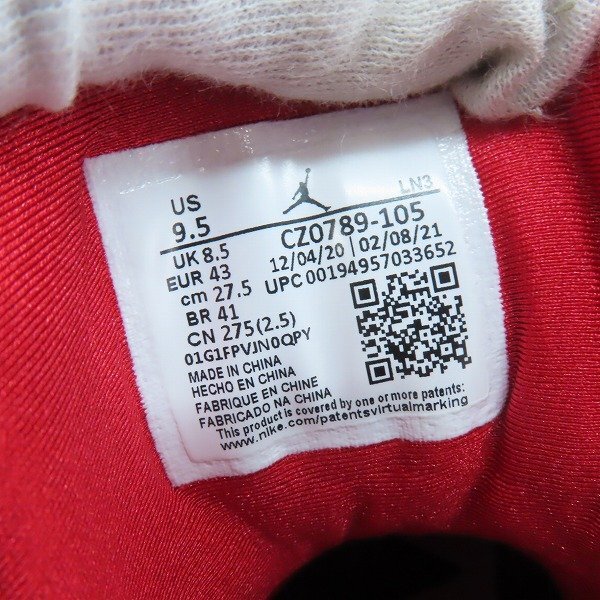 US
9.5
UK 8.5
EUR 43
cm 27.5
BR 41
CN 275(2.5)
01G1FPVJN0QPY
LN3
CZ0789-105
12/04/20 02/08/21
UPC 00194957033652
MADE IN CHINA
HECHO EN CHINA
FABRIQUE EN CHINE
FABRICADO NA CHINA
This product is covered by one or more patents:
www.nike.com/patentsvirtualmarking